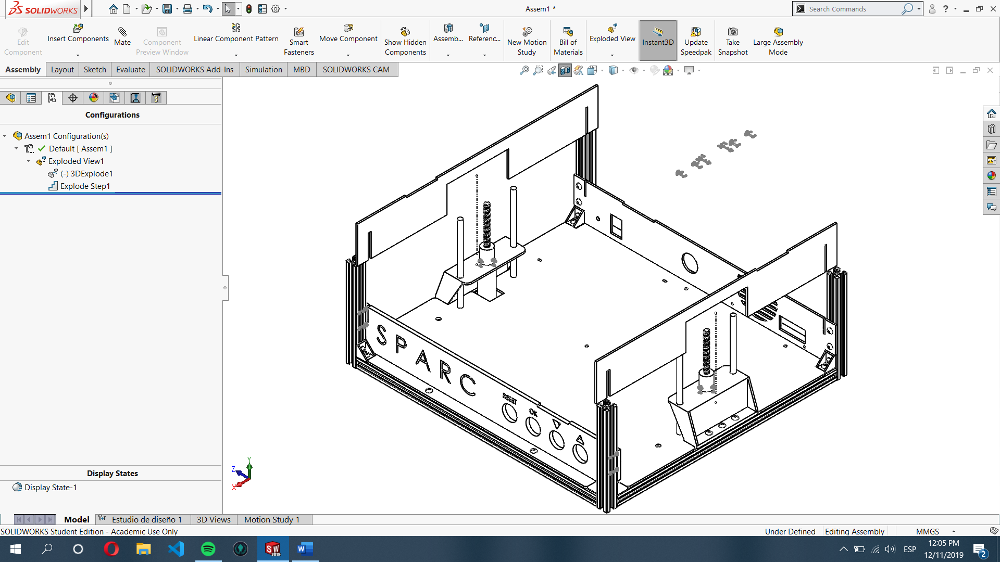 SOLIDWORKS
Assem1 *
Search Commands
?
Edit Component
Insert Components
Mate
Component Preview Window
Linear Component Pattern
Smart Fasteners
Move Component
Show Hidden Components
Assemb...
Referenc...
New Motion Study
Bill of Materials
Exploded View
Instant3D
Update Speedpak
Take Snapshot
Large Assembly Mode
Assembly
Layout
Sketch
Evaluate
SOLIDWORKS Add-Ins
Simulation
MBD
SOLIDWORKS CAM
Configurations
Assem1 Configuration(s)
Default [ Assem1 ]
Exploded View1
(-) 3DExplode1
Explode Step1
SPARC
RESET
OK
Y
Z
X
Display States
Display State-1
Model
Estudio de diseño 1
3D Views
Motion Study 1
SOLIDWORKS Student Edition - Academic Use Only
Under Defined
Editing Assembly
MMGS
SW
2019
W
ESP
12:05 PM
12/11/2019
2